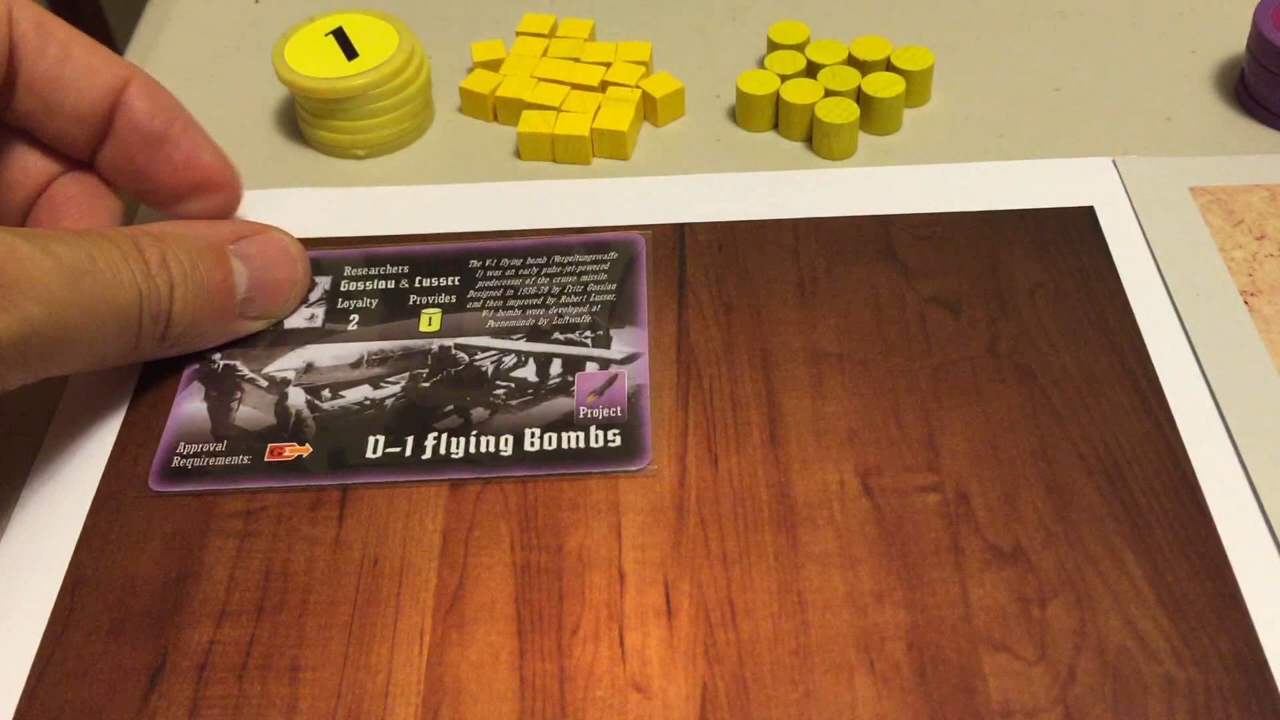 1
Researchers
Gosslau & Lusser
Loyalty Provides
2 1
The V-1 flying bomb (Vergeltungswaffe
1) was an early pulse-jet-powered
predecessor of the cruise missile
Designed in 1936-39 by Fritz Gosslau
and then improved by Robert Lusser,
V-1 bombs were developed at
Peenemünde by Luftwaffe.
Project
Approval
Requirements:
G
V-1 flying Bombs